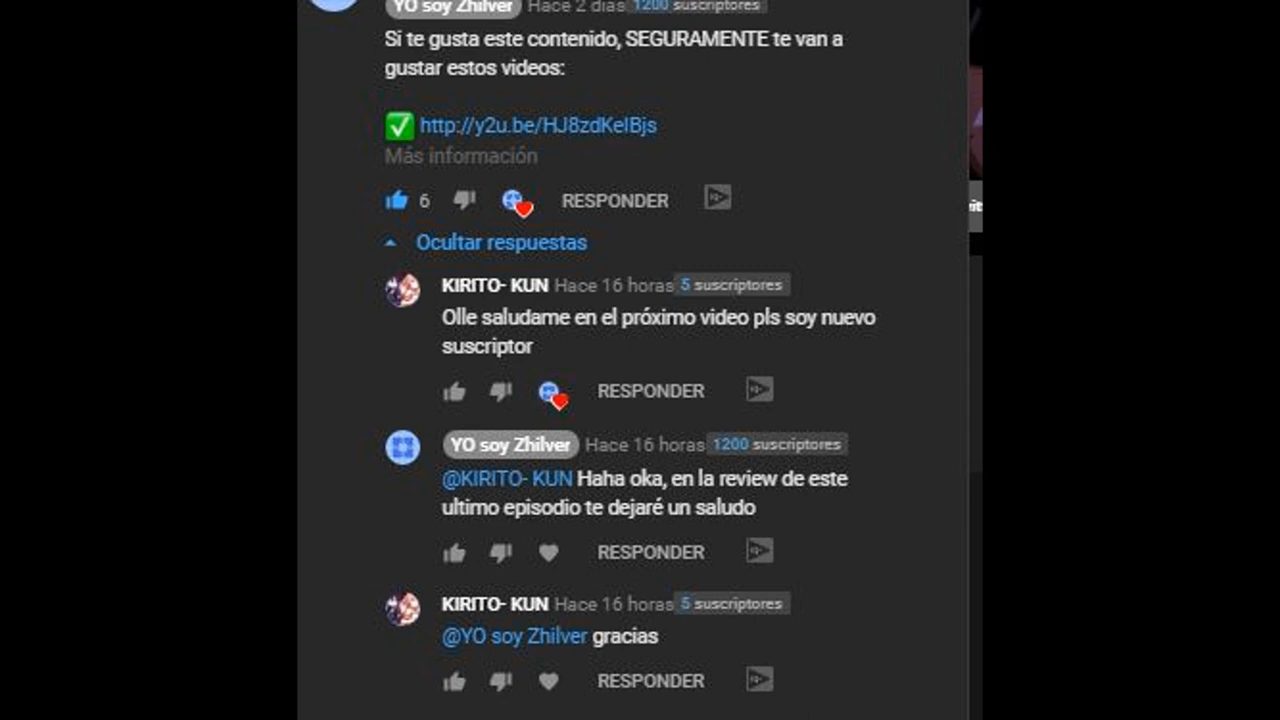 YO soy Zhilver Hace 2 días 1200 suscriptores
Si te gusta este contenido, SEGURAMENTE te van a
gustar estos videos:
http://y2u.be/HJ8zdKeIBjs
Más información
6 RESPONDER
Ocultar respuestas
KIRITO- KUN Hace 16 horas 5 suscriptores
Olle saludame en el próximo video pls soy nuevo
suscriptor
RESPONDER
YO soy Zhilver Hace 16 horas 1200 suscriptores
@KIRITO- KUN Haha oka, en la review de este
ultimo episodio te dejaré un saludo
RESPONDER
KIRITO- KUN Hace 16 horas 5 suscriptores
@YO soy Zhilver gracias
RESPONDER